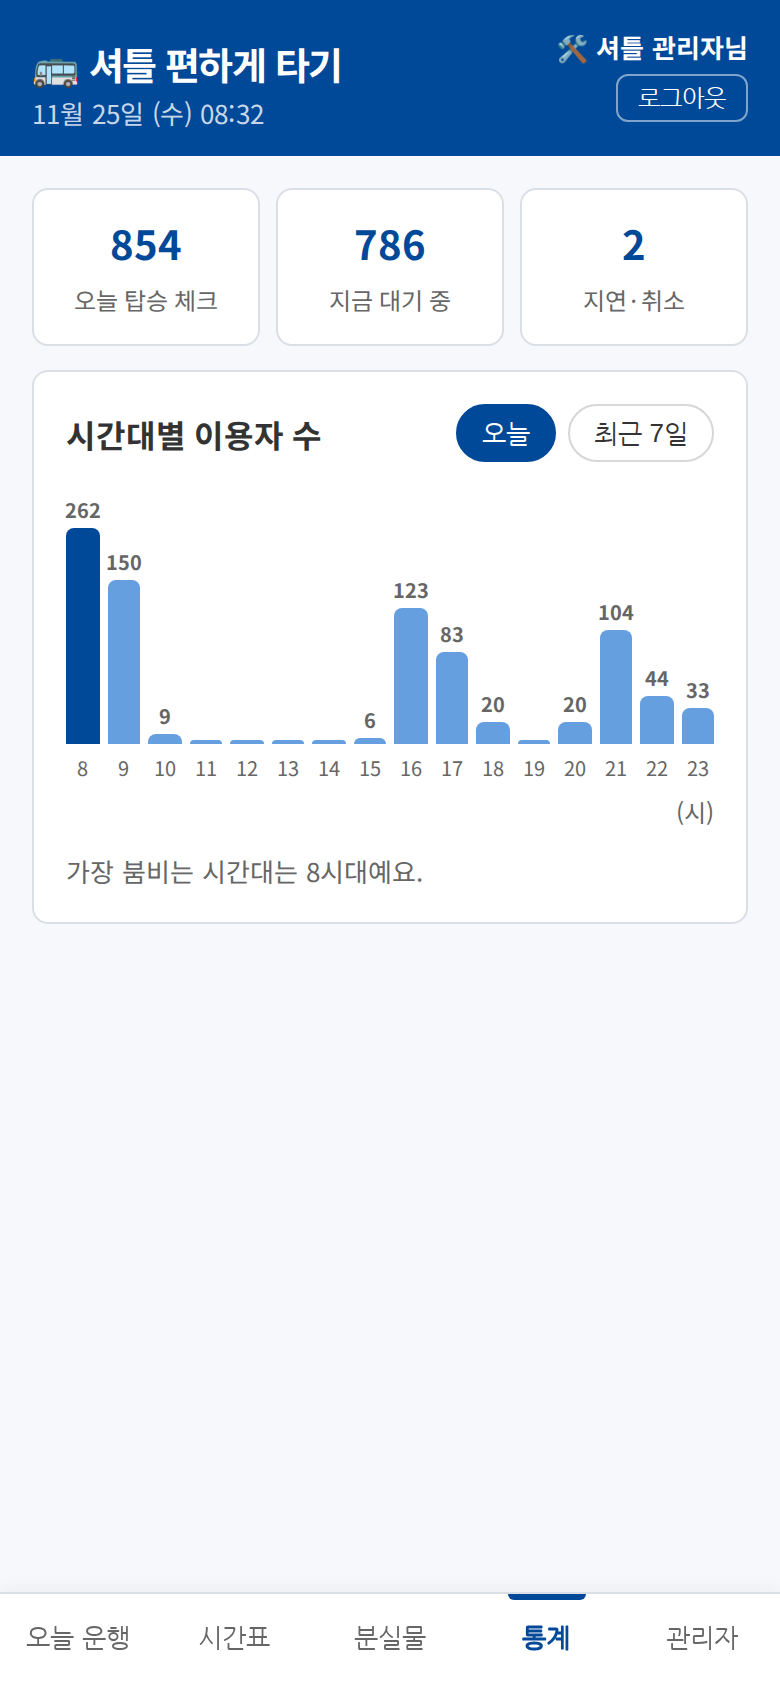 셔틀 편하게 타기
11월 25일 (수) 08:32
셔틀 관리자님
로그아웃
854
오늘 탑승 체크
786
지금 대기 중
2
지연·취소
시간대별 이용자 수
오늘
최근 7일
262
150
9
6
123
83
20
20
104
44
33
8 9 10 11 12 13 14 15 16 17 18 19 20 21 22 23
(시)
가장 붐비는 시간대는 8시대예요.
오늘 운행
시간표
분실물
통계
관리자